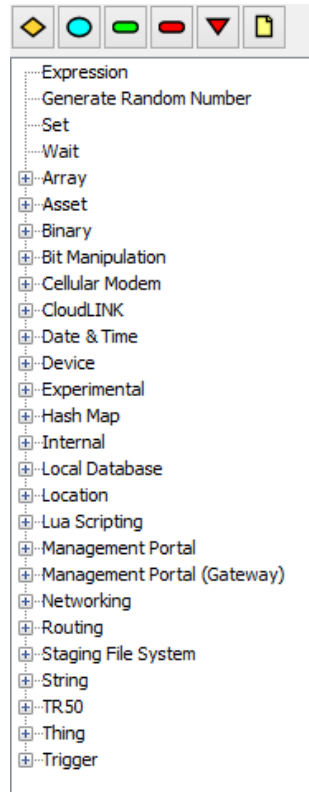 Expression
Generate Random Number
Set
Wait
Array
Asset
Binary
Bit Manipulation
Cellular Modem
CloudLINK
Date & Time
Device
Experimental
Hash Map
Internal
Local Database
Location
Lua Scripting
Management Portal
Management Portal (Gateway)
Networking
Routing
Staging File System
String
TR50
Thing
Trigger